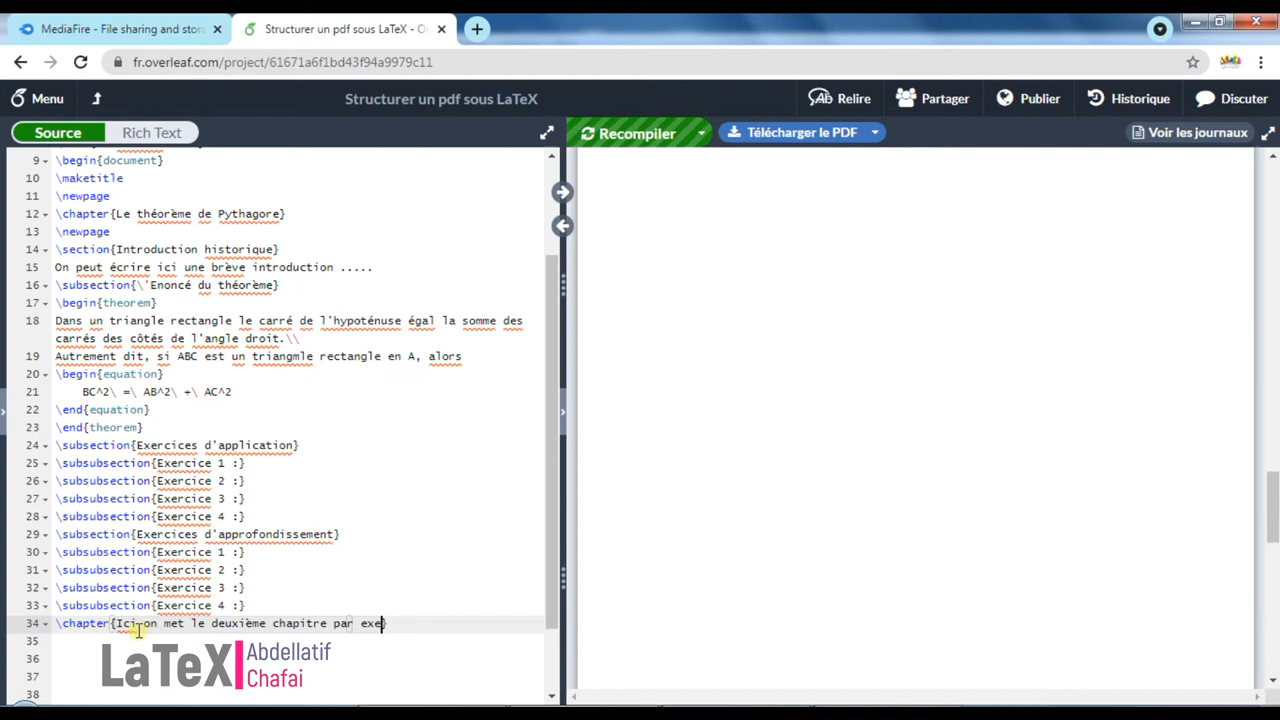 MediaFire - File sharing and stora
Structurer un pdf sous LaTeX - O
fr.overleaf.com/project/61671a6f1bd43f94a9979c11
Menu
Structurer un pdf sous LaTeX
Relire
Partager
Publier
Historique
Discuter
Source
Rich Text
Recompiler
Télécharger le PDF
Voir les journaux
9 \begin{document}
10 \maketitle
11 \newpage
12 \chapter{Le théorème de Pythagore}
13 \newpage
14 \section{Introduction historique}
15 On peut écrire ici une brève introduction .....
16 \subsection{\'Enoncé du théorème}
17 \begin{theorem}
18 Dans un triangle rectangle le carré de l'hypoténuse égal la somme des
carrés des côtés de l'angle droit.\\
19 Autrement dit, si ABC est un triangmle rectangle en A, alors
20 \begin{equation}
21 BC^2\ =\ AB^2\ +\ AC^2
22 \end{equation}
23 \end{theorem}
24 \subsection{Exercices d'application}
25 \subsubsection{Exercice 1 :}
26 \subsubsection{Exercice 2 :}
27 \subsubsection{Exercice 3 :}
28 \subsubsection{Exercice 4 :}
29 \subsection{Exercices d'approfondissement}
30 \subsubsection{Exercice 1 :}
31 \subsubsection{Exercice 2 :}
32 \subsubsection{Exercice 3 :}
33 \subsubsection{Exercice 4 :}
34 \chapter{Ici on met le deuxième chapitre par exe}
35
36
37
38
LaTeX
Abdellatif
Chafai